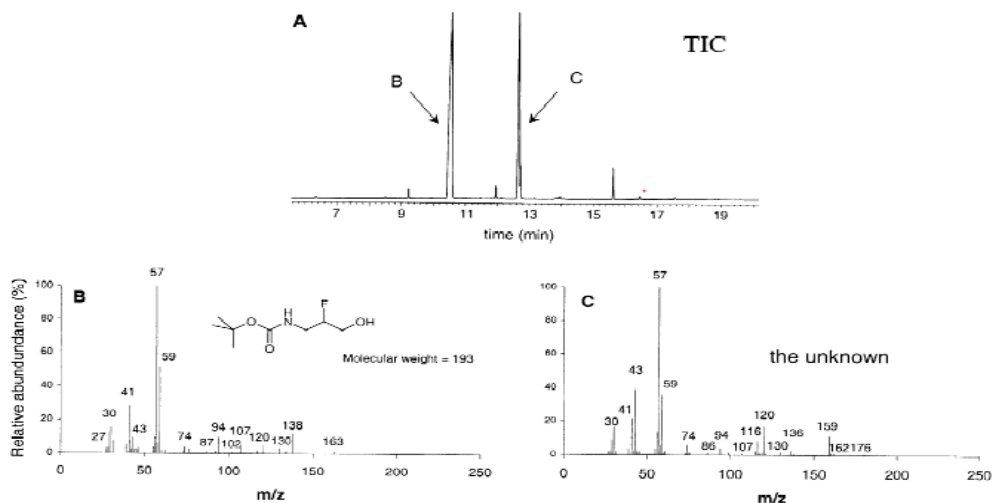 A
TIC
B
C
7 9 11 13 15 17 19
time (min)
Relative abundance (%)
B
100
80
60
40
20
0
57
59
41
30
27
43
74
87
94
102
107
120
130
138
163
O
O
H
N
F
OH
Molecular weight = 193
0 50 100 150 200 250
m/z
C
100
80
60
40
20
0
57
43
59
41
30
74
86
94
107
116
120
130
136
159
162
176
the unknown
0 50 100 150 200 250
m/z